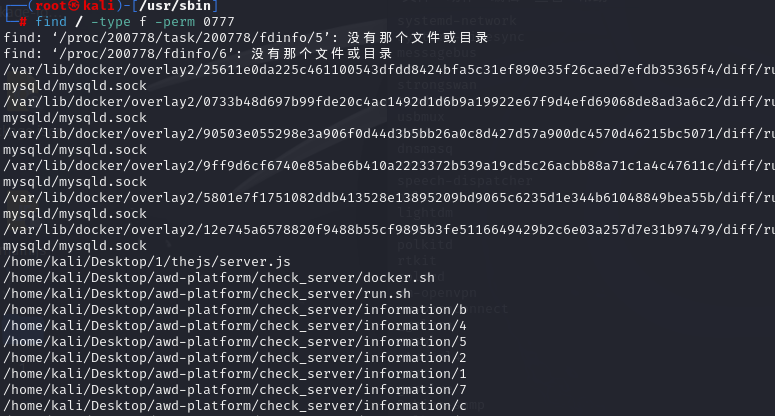 ┌──(root㉿kali)-[/usr/sbin]
└─# find / -type f -perm 0777
find: ‘/proc/200778/task/200778/fdinfo/5’: 没有那个文件或目录
find: ‘/proc/200778/fdinfo/6’: 没有那个文件或目录
/var/lib/docker/overlay2/25611e0da225c461100543dfdd8424bfa5c31ef890e35f26caed7efdb35365f4/diff/ru
mysqld/mysqld.sock
/var/lib/docker/overlay2/0733b48d697b99fde20c4ac1492d1d6b9a19922e67f9d4efd69068de8ad3a6c2/diff/ru
mysqld/mysqld.sock
/var/lib/docker/overlay2/90503e055298e3a906f0d44d3b5bb26a0c8d427d57a900dc4570d46215bc5071/diff/ru
mysqld/mysqld.sock
/var/lib/docker/overlay2/9ff9d6cf6740e85abe6b410a2223372b539a19cd5c26acbb88a71c1a4c47611c/diff/ru
mysqld/mysqld.sock
/var/lib/docker/overlay2/5801e7f1751082ddb413528e13895209bd9065c6235d1e344b61048849bea55b/diff/ru
mysqld/mysqld.sock
/var/lib/docker/overlay2/12e745a6578820f9488b55cf9895b3fe5116649429b2c6e03a257d7e31b97479/diff/ru
mysqld/mysqld.sock
/home/kali/Desktop/1/thejs/server.js
/home/kali/Desktop/awd-platform/check_server/docker.sh
/home/kali/Desktop/awd-platform/check_server/run.sh
/home/kali/Desktop/awd-platform/check_server/information/b
/home/kali/Desktop/awd-platform/check_server/information/4
/home/kali/Desktop/awd-platform/check_server/information/5
/home/kali/Desktop/awd-platform/check_server/information/2
/home/kali/Desktop/awd-platform/check_server/information/1
/home/kali/Desktop/awd-platform/check_server/information/7
/home/kali/Desktop/awd-platform/check_server/information/c